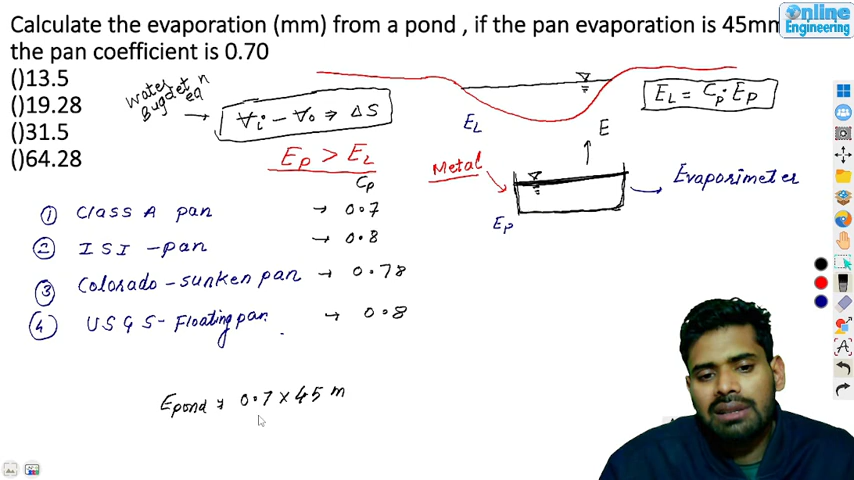 Calculate the evaporation (mm) from a pond , if the pan evaporation is 45mm
the pan coefficient is 0.70
()13.5
()19.28
()31.5
()64.28
Online
Engineering
Water
Bugdet eqn
∀i - ∀o ⇒ ΔS
EL = Cp . Ep
EL
E
Ep > EL
Metal
Evaporimeter
Ep
Cp
① Class A pan → 0.7
② ISI - pan → 0.8
③ Colorado - sunken pan → 0.78
④ USGS - Floating pan → 0.8
Epond ⇒ 0.7 × 45 m